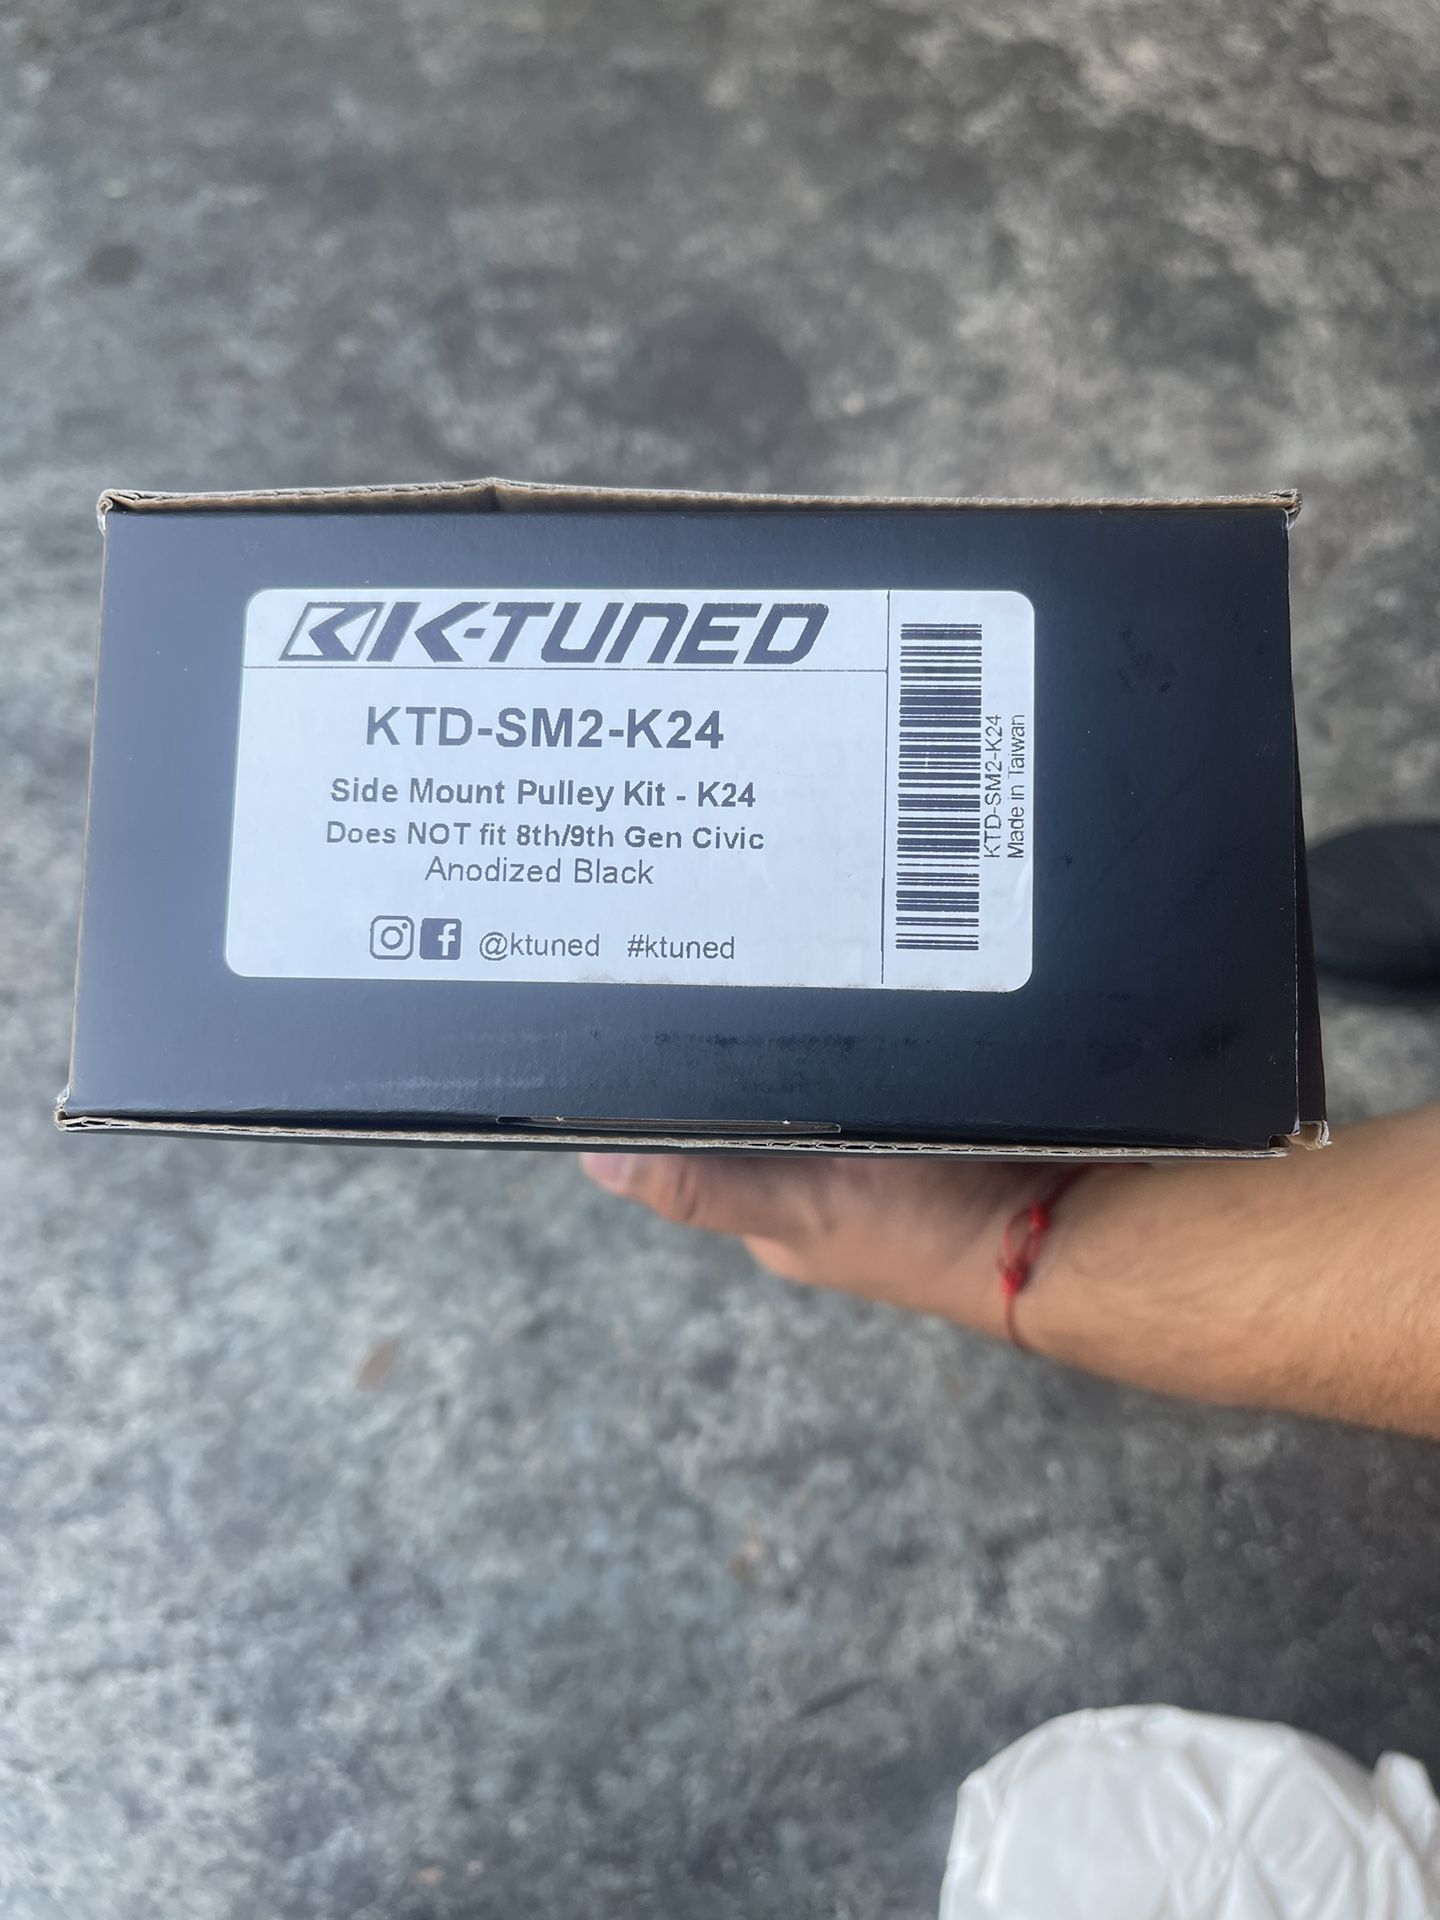 K-TUNED
KTD-SM2-K24
Side Mount Pulley Kit - K24
Does NOT fit 8th/9th Gen Civic
Anodized Black
@ktuned #ktuned
KTD-SM2-K24
Made in Taiwan